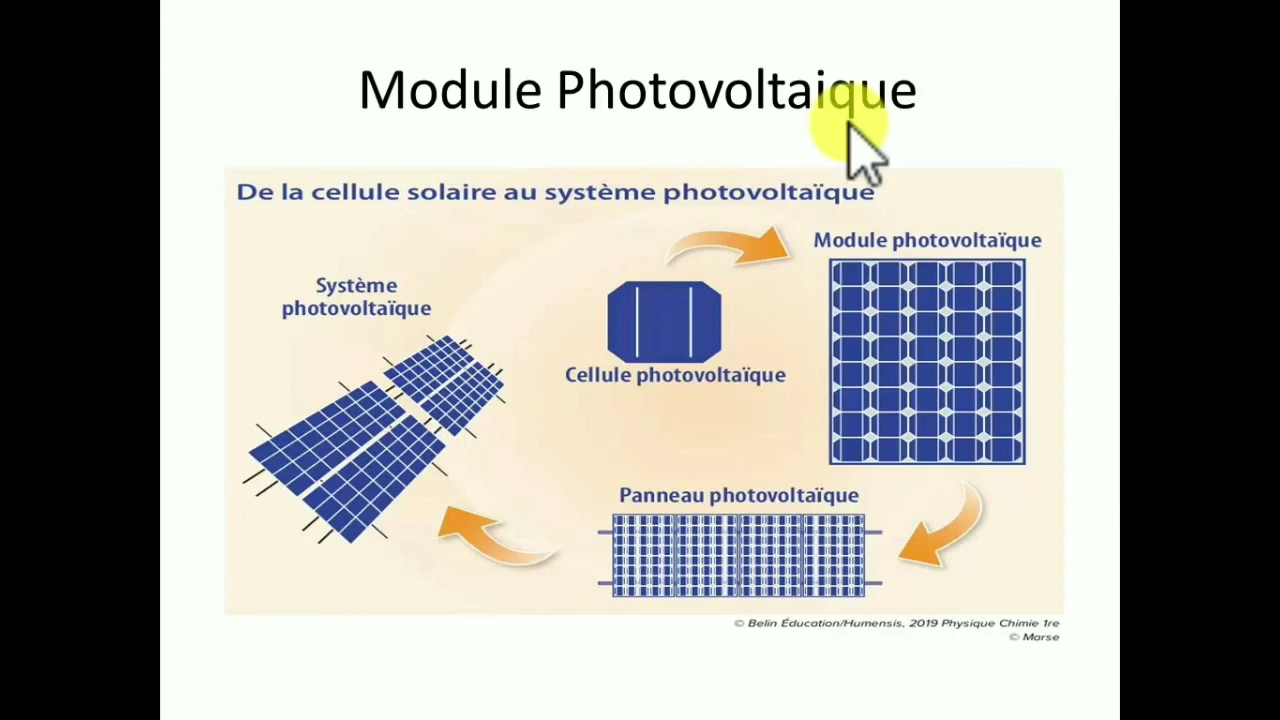 Module Photovoltaique
De la cellule solaire au système photovoltaïque
Module photovoltaïque
Système
photovoltaïque
Cellule photovoltaïque
Panneau photovoltaïque
© Belin Éducation/Humensis, 2019 Physique Chimie 1re
© Marse